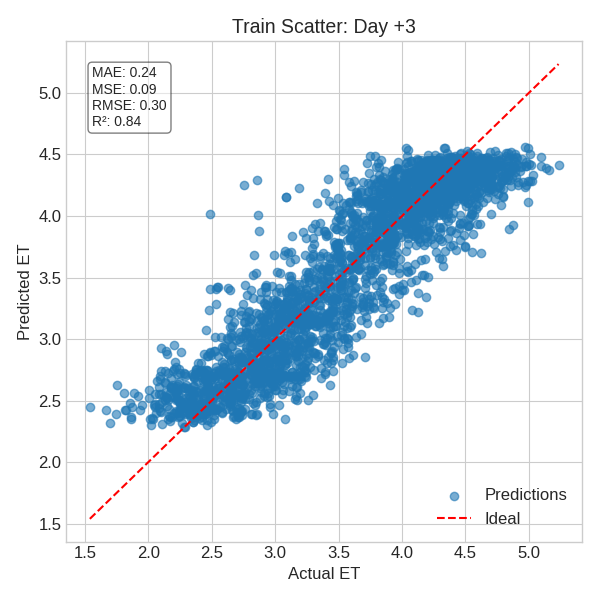 Train Scatter: Day +3
MAE: 0.24
MSE: 0.09
RMSE: 0.30
R²: 0.84
Predicted ET
5.0
4.5
4.0
3.5
3.0
2.5
2.0
1.5
Predictions
Ideal
1.5 2.0 2.5 3.0 3.5 4.0 4.5 5.0
Actual ET